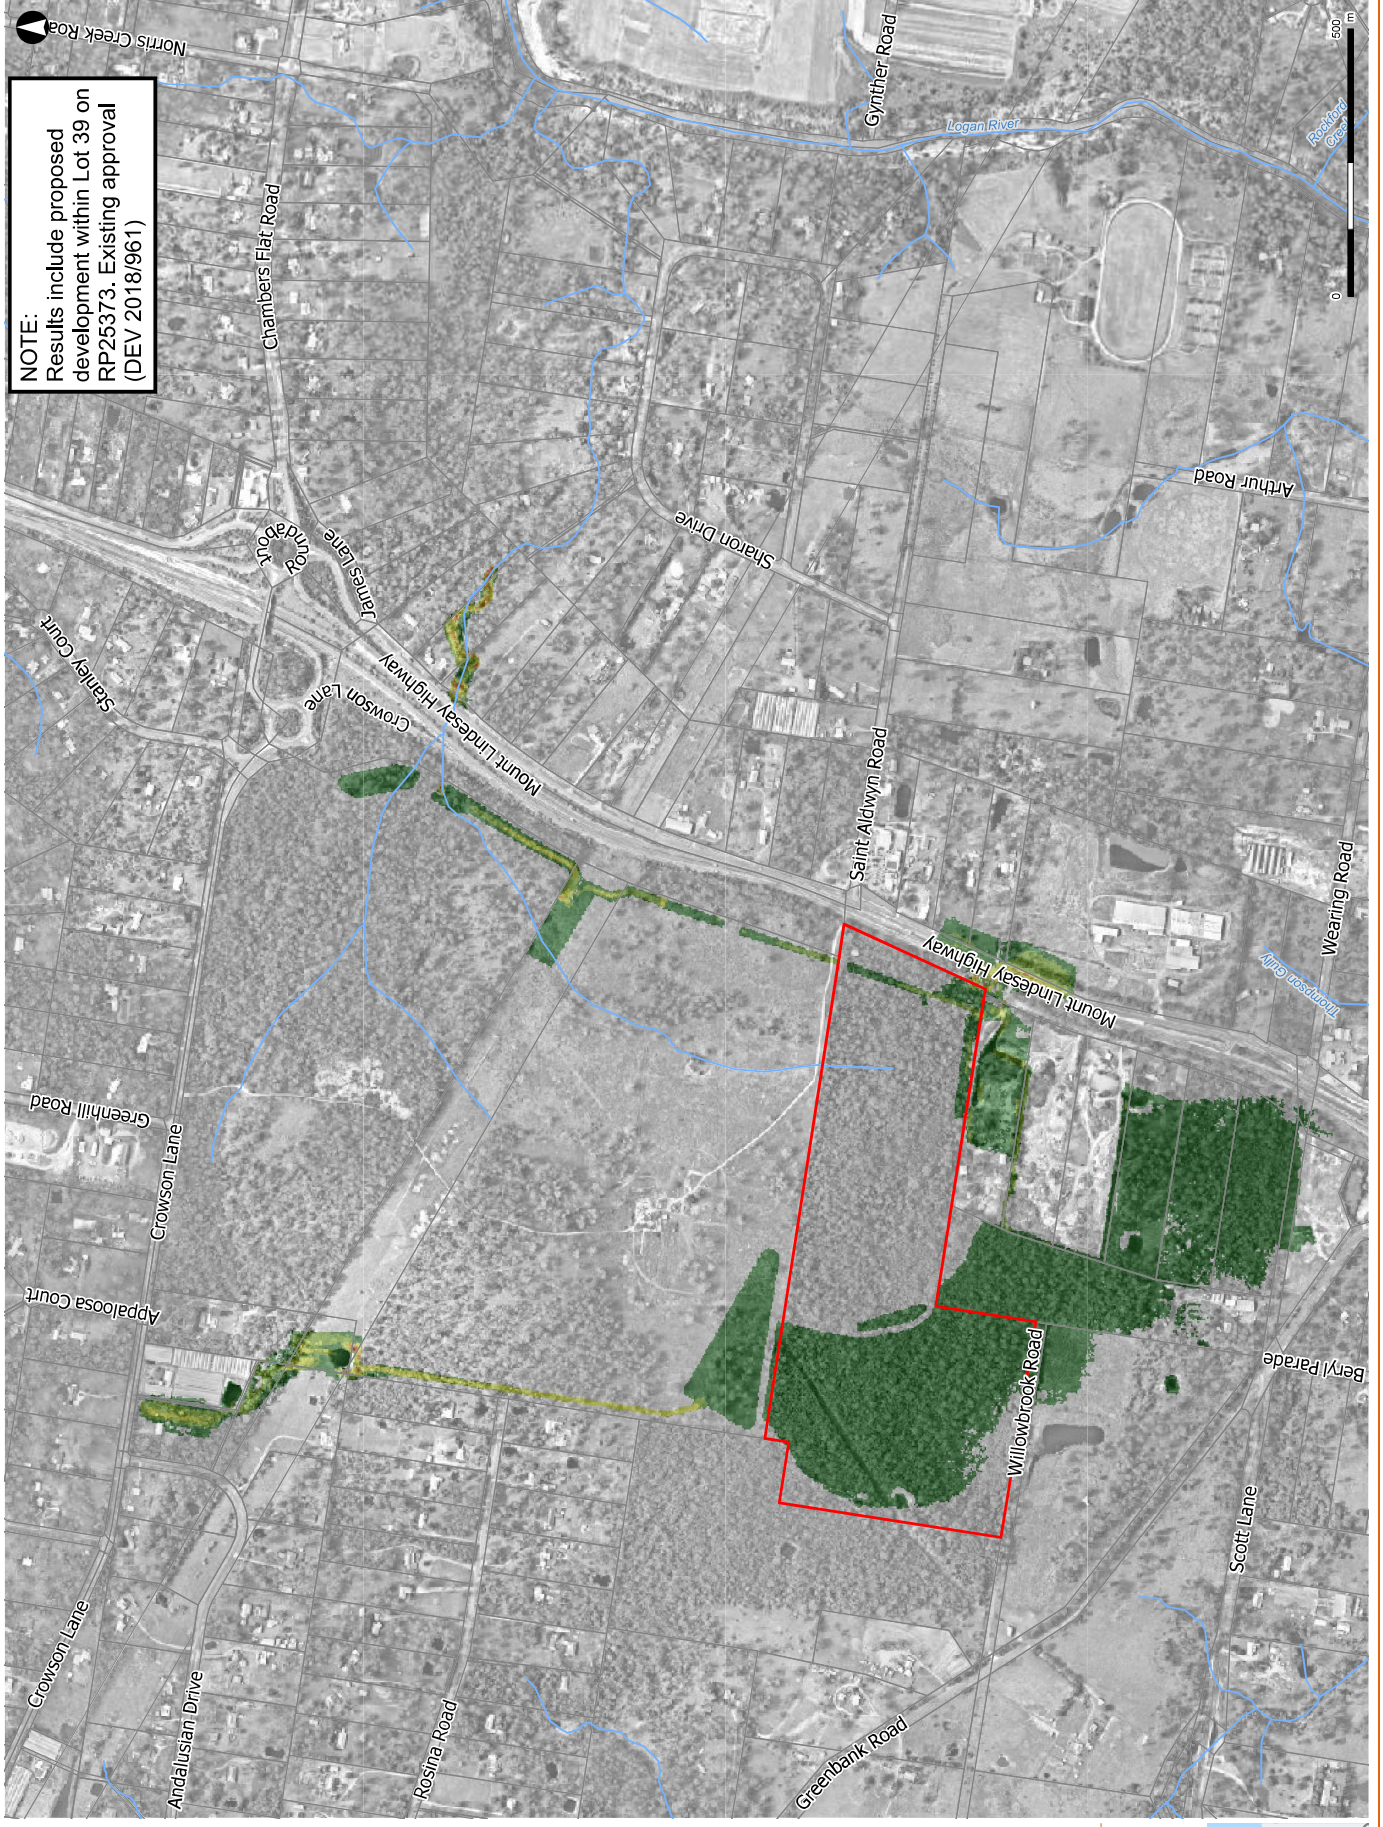 NOTE:
Results include proposed
development within Lot 39 on
RP25373. Existing approval
(DEV 2018/961)
Norris Creek Roa
Chambers Flat Road
Gynther Road
Logan River
Rockford
Creek
0
500
m
Roundabout
James Lane
Stanley Court
Crowson Lane
Mount Lindesay Highway
Sharon Drive
Arthur Road
Saint Aldwyn Road
Mount Lindesay Highway
Wearing Road
Thompson Gully
Greenhill Road
Crowson Lane
Appaloosa Court
Willowbrook Road
Beryl Parade
Scott Lane
Crowson Lane
Andalusian Drive
Rosina Road
Greenbank Road